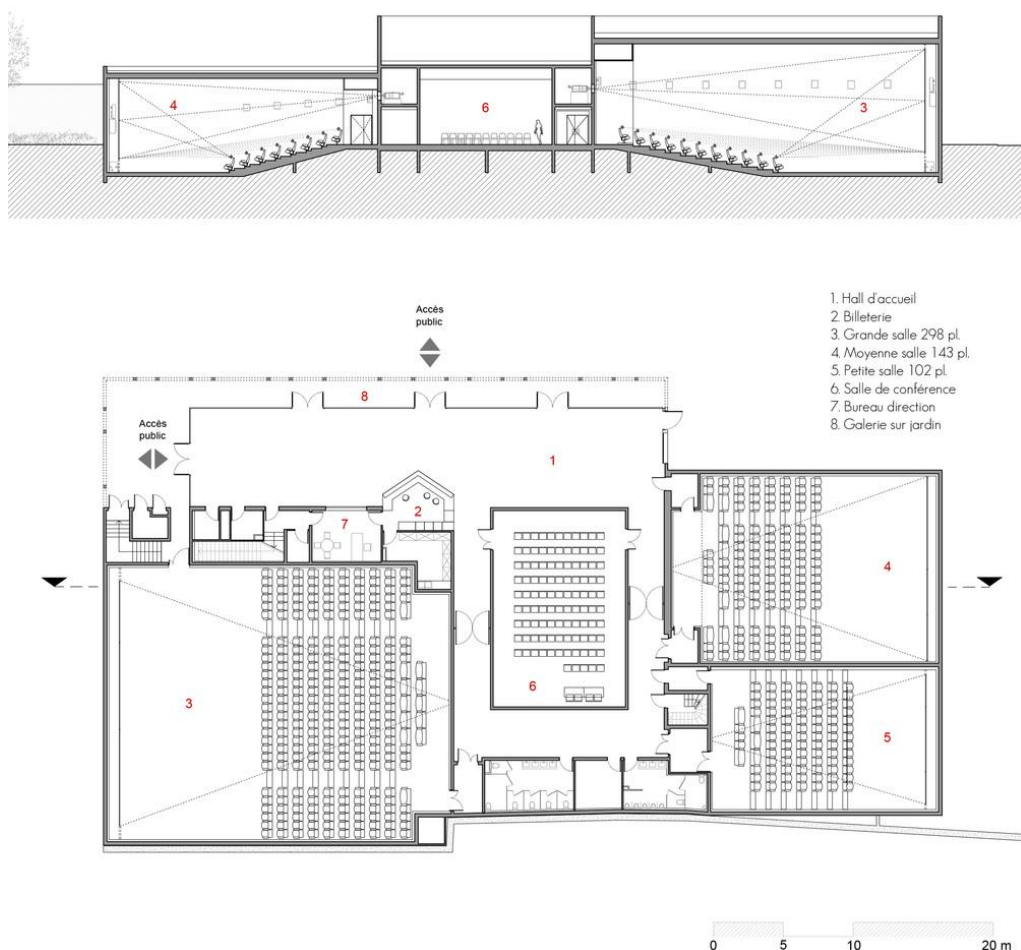 4
6
3
Accès
public
1. Hall d'accueil
2. Billeterie
3. Grande salle 298 pl.
4. Moyenne salle 143 pl.
5. Petite salle 102 pl.
6. Salle de conférence
7. Bureau direction
8. Galerie sur jardin
8
Accès
public
1
2
7
4
3
6
5
0 5 10 20 m